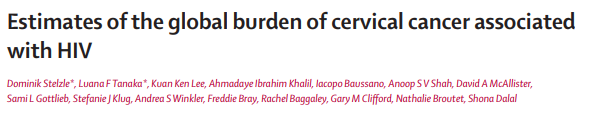 Estimates of the global burden of cervical cancer associated
with HIV
Dominik Stelzle*, Luana F Tanaka*, Kuan Ken Lee, Ahmadaye Ibrahim Khalil, Iacopo Baussano, Anoop S V Shah, David A McAllister,
Sami L Gottlieb, Stefanie J Klug, Andrea S Winkler, Freddie Bray, Rachel Baggaley, Gary M Clifford, Nathalie Broutet, Shona Dalal